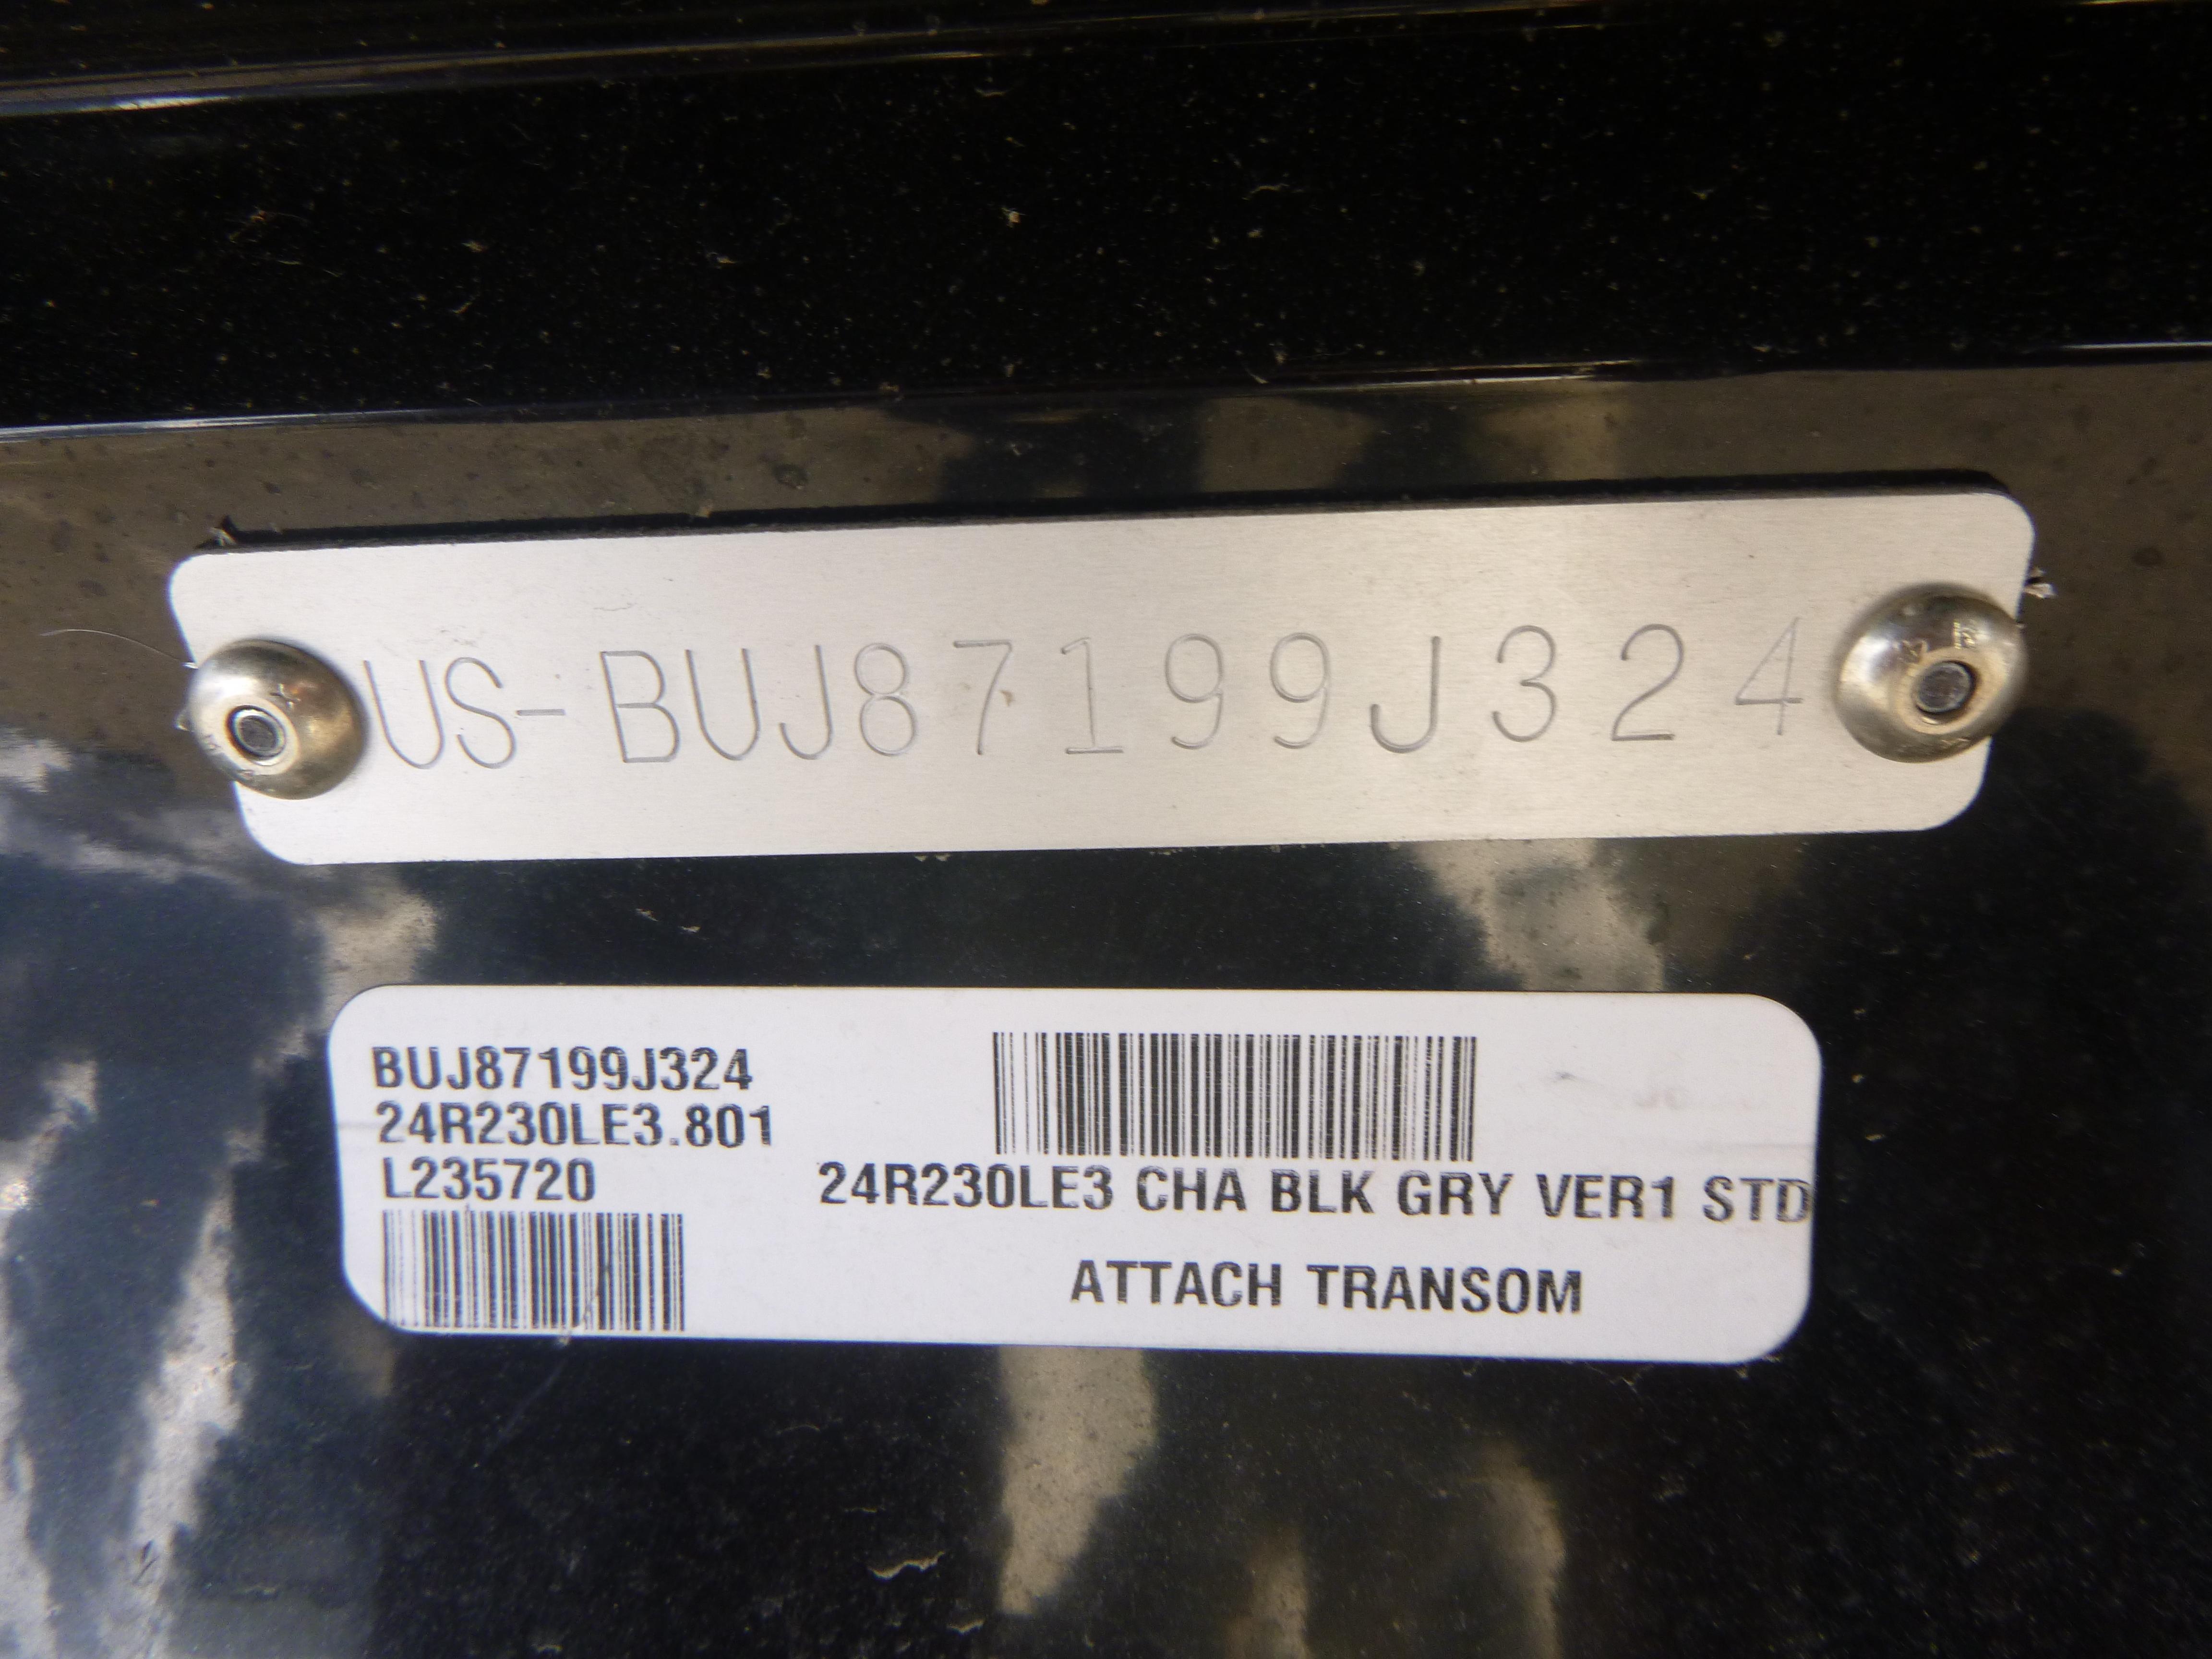 US-BUJ87199J324
BUJ87199J324
24R230LE3.801
L235720
24R230LE3 CHA BLK GRY VER1 STD
ATTACH TRANSOM